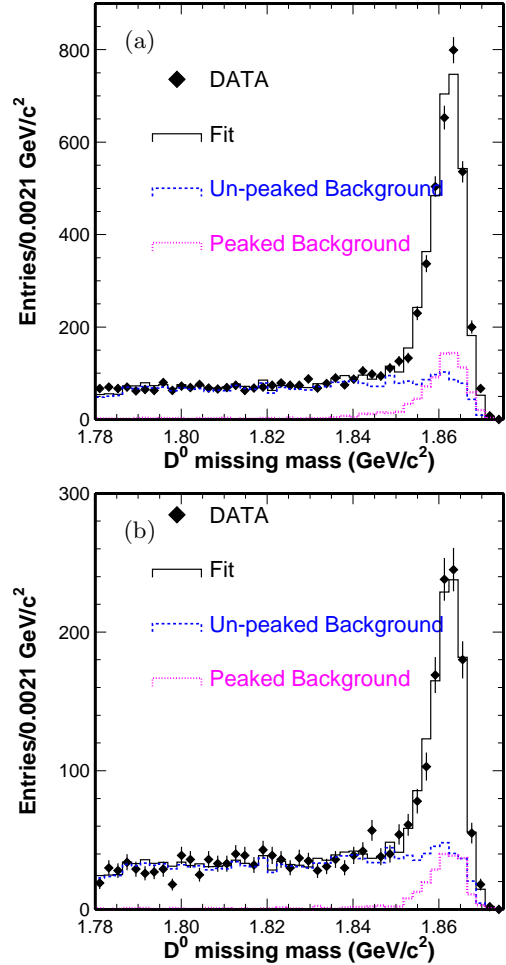 (a)
DATA
Fit
Un-peaked Background
Peaked Background
Entries/0.0021 GeV/c²
800
600
400
200
0
1.78 1.80 1.82 1.84 1.86
D⁰ missing mass (GeV/c²)
(b)
DATA
Fit
Un-peaked Background
Peaked Background
Entries/0.0021 GeV/c²
300
200
100
0
1.78 1.80 1.82 1.84 1.86
D⁰ missing mass (GeV/c²)